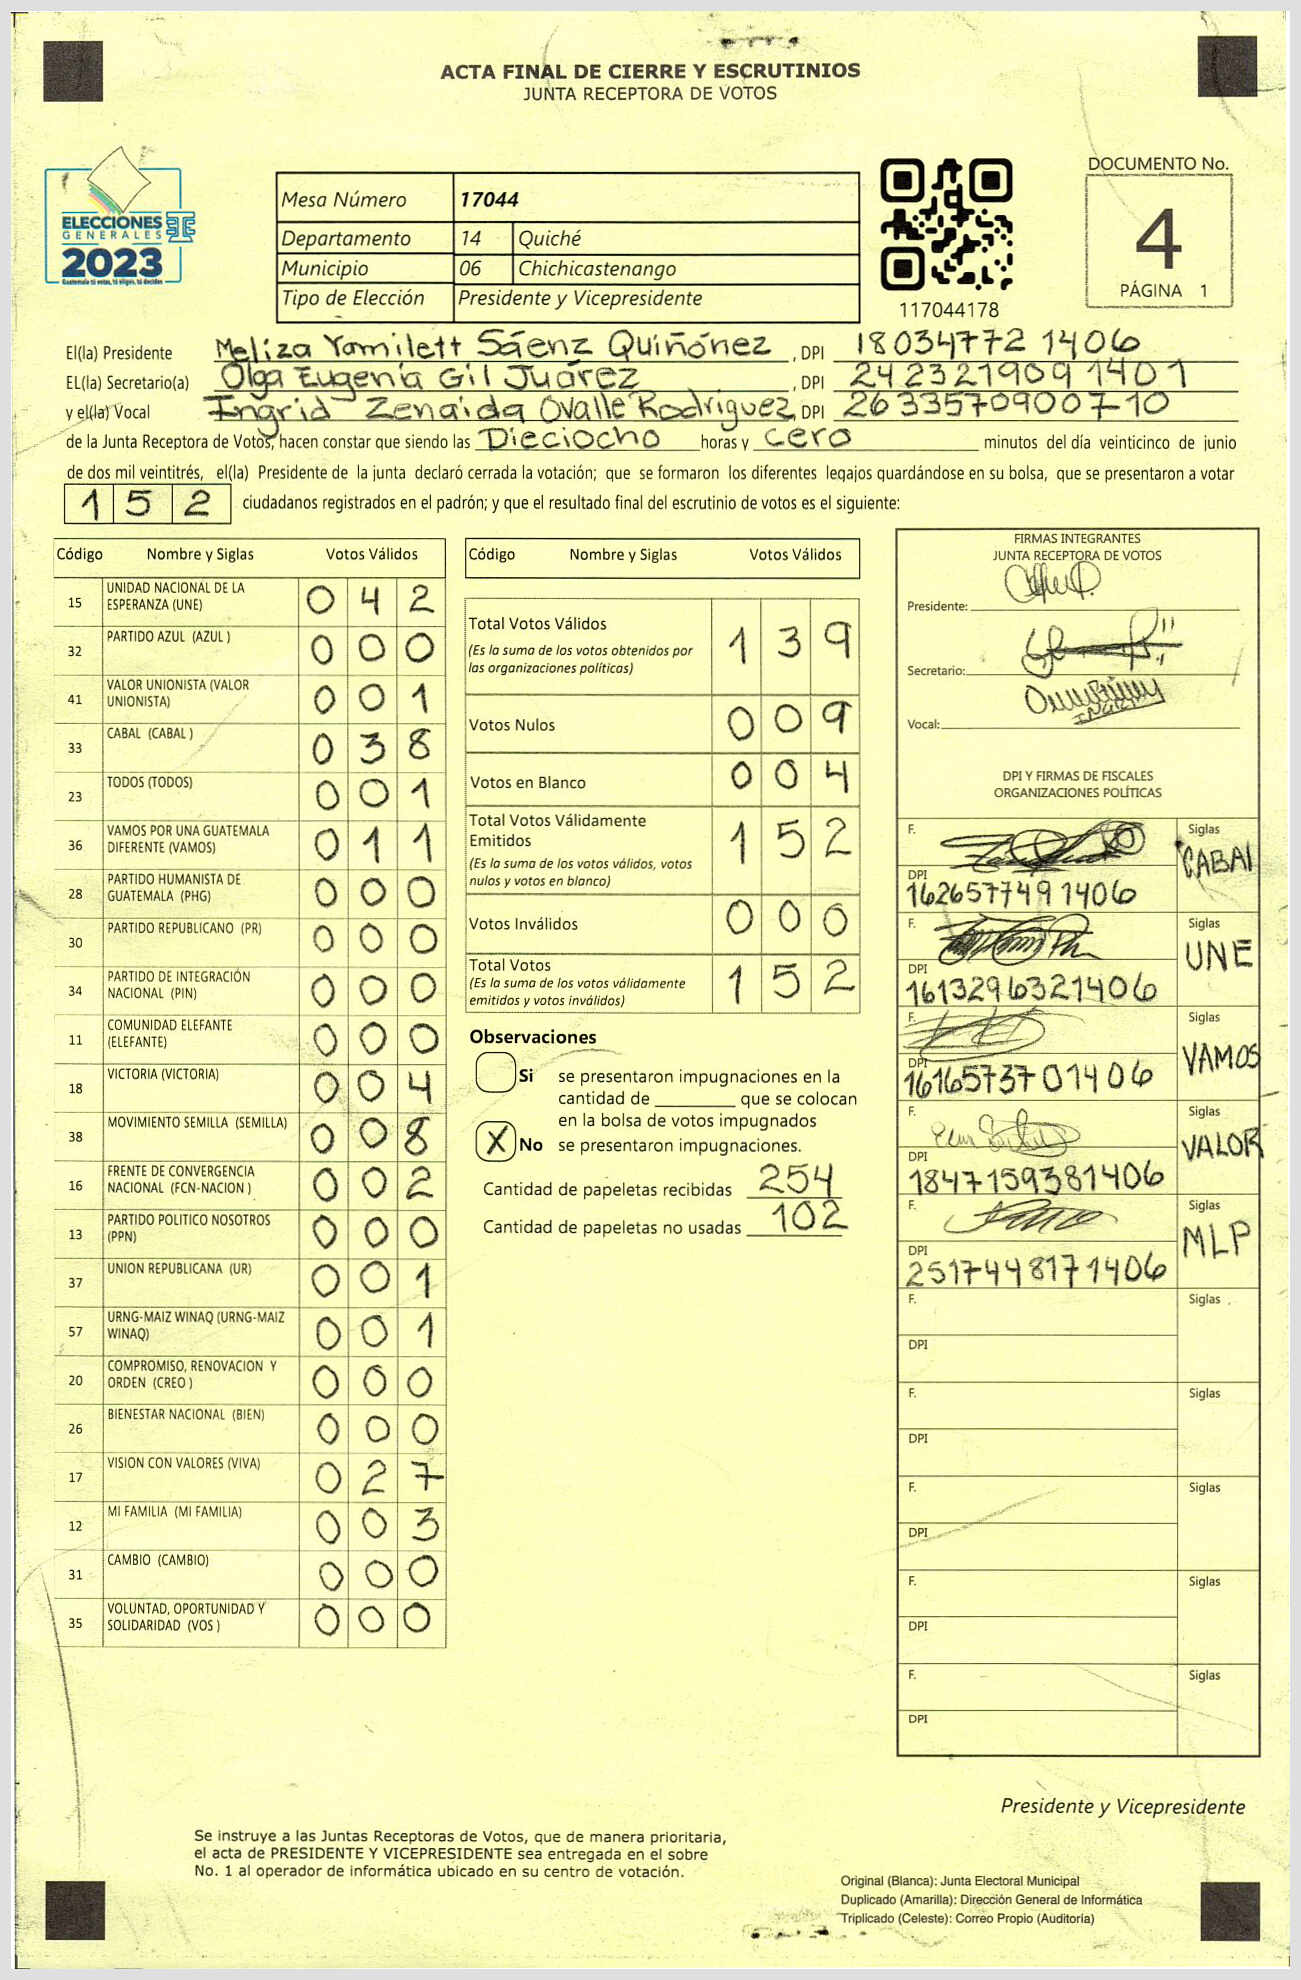 ACTA FINAL DE CIERRE Y ESCRUTINIOS
JUNTA RECEPTORA DE VOTOS
ELECCIONES
GENERALES
2023
Guatemala tú votas, tú eliges, tú decides
Mesa Número 17044
Departamento 14 Quiché
Municipio 06 Chichicastenango
Tipo de Elección Presidente y Vicepresidente
117044178
DOCUMENTO No.
4
PÁGINA 1
El(la) Presidente Meliza Yamilett Sáenz Quiñónez, DPI 18034772 1406
EL(la) Secretario(a) Olga Eugenia Gil Juárez, DPI 242321909 1401
y el(la) Vocal Ingrid Zenaida Ovalle Rodríguez, DPI 2633570900710
de la Junta Receptora de Votos, hacen constar que siendo las Dieciocho horas y cero minutos del día veinticinco de junio
de dos mil veintitrés, el(la) Presidente de la junta declaró cerrada la votación; que se formaron los diferentes legajos quardándose en su bolsa, que se presentaron a votar
152 ciudadanos registrados en el padrón; y que el resultado final del escrutinio de votos es el siguiente:
Código Nombre y Siglas Votos Válidos
15 UNIDAD NACIONAL DE LA ESPERANZA (UNE) 0 4 2
32 PARTIDO AZUL (AZUL ) 0 0 0
41 VALOR UNIONISTA (VALOR UNIONISTA) 0 0 1
33 CABAL (CABAL ) 0 3 8
23 TODOS (TODOS) 0 0 1
36 VAMOS POR UNA GUATEMALA DIFERENTE (VAMOS) 0 1 1
28 PARTIDO HUMANISTA DE GUATEMALA (PHG) 0 0 0
30 PARTIDO REPUBLICANO (PR) 0 0 0
34 PARTIDO DE INTEGRACIÓN NACIONAL (PIN) 0 0 0
11 COMUNIDAD ELEFANTE (ELEFANTE) 0 0 0
18 VICTORIA (VICTORIA) 0 0 4
38 MOVIMIENTO SEMILLA (SEMILLA) 0 0 8
16 FRENTE DE CONVERGENCIA NACIONAL (FCN-NACION ) 0 0 2
13 PARTIDO POLITICO NOSOTROS (PPN) 0 0 0
37 UNION REPUBLICANA (UR) 0 0 1
57 URNG-MAIZ WINAQ (URNG-MAIZ WINAQ) 0 0 1
20 COMPROMISO, RENOVACION Y ORDEN (CREO ) 0 0 0
26 BIENESTAR NACIONAL (BIEN) 0 0 0
17 VISION CON VALORES (VIVA) 0 2 7
12 MI FAMILIA (MI FAMILIA) 0 0 3
31 CAMBIO (CAMBIO) 0 0 0
35 VOLUNTAD, OPORTUNIDAD Y SOLIDARIDAD (VOS ) 0 0 0
Código Nombre y Siglas Votos Válidos
Total Votos Válidos 1 3 9
(Es la suma de los votos obtenidos por
las organizaciones políticas)
Votos Nulos 0 0 9
Votos en Blanco 0 0 4
Total Votos Válidamente
Emitidos 1 5 2
(Es la suma de los votos válidos, votos
nulos y votos en blanco)
Votos Inválidos 0 0 0
Total Votos 1 5 2
(Es la suma de los votos válidamente
emitidos y votos inválidos)
Observaciones
Si se presentaron impugnaciones en la
cantidad de ________ que se colocan
en la bolsa de votos impugnados
X No se presentaron impugnaciones.
Cantidad de papeletas recibidas 254
Cantidad de papeletas no usadas 102
FIRMAS INTEGRANTES
JUNTA RECEPTORA DE VOTOS
Presidente:
Secretario:
Vocal:
DPI Y FIRMAS DE FISCALES
ORGANIZACIONES POLÍTICAS
F. Siglas CABAL
DPI 162657749 1406
F. Siglas UNE
DPI 1613296321406
F. Siglas VAMOS
DPI 1616573701406
F. Siglas VALOR
DPI 1847159381406
F. Siglas MLP
DPI 2517448171406
F. Siglas
DPI
F. Siglas
DPI
F. Siglas
DPI
F. Siglas
DPI
F. Siglas
DPI
Presidente y Vicepresidente
Se instruye a las Juntas Receptoras de Votos, que de manera prioritaria,
el acta de PRESIDENTE Y VICEPRESIDENTE sea entregada en el sobre
No. 1 al operador de informática ubicado en su centro de votación.
Original (Blanca): Junta Electoral Municipal
Duplicado (Amarilla): Dirección General de Informática
Triplicado (Celeste): Correo Propio (Auditoría)